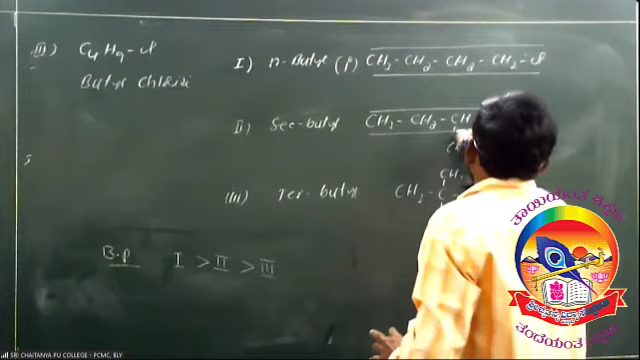 III) C4H9-Cl
Butyl Chloride
I) n-Butyl (P) CH3-CH2-CH2-CH2-Cl
II) Sec-butyl CH3-CH2-CH
III) Ter-butyl CH3-C-
CH3
B.P I > II > III
SRI CHAITANYA PU COLLEGE - PCMC, BLY